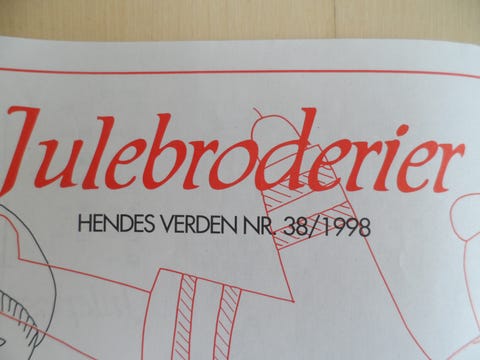 Julebroderier
HENDES VERDEN NR. 38/1998